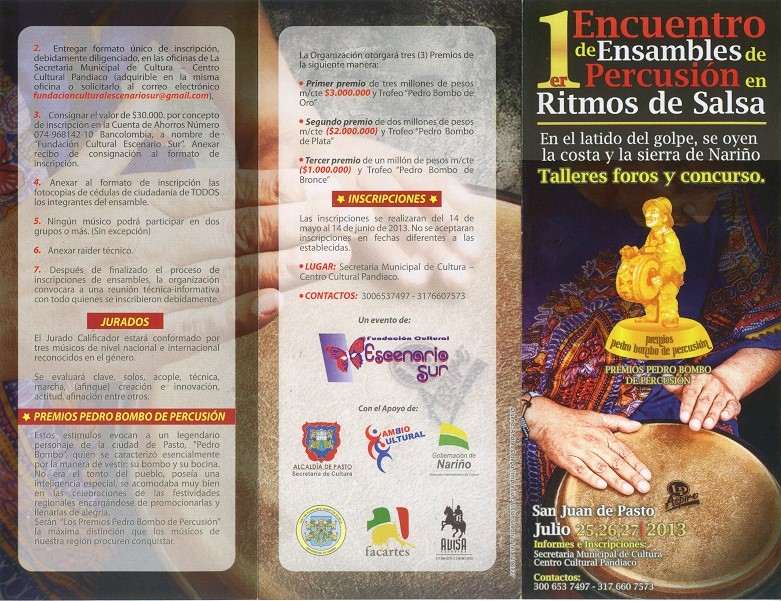 2. Entregar formato único de inscripción,
debidamente diligenciado, en las oficinas de La
Secretaria Municipal de Cultura – Centro
Cultural Pandiaco (adquirible en la misma
oficina o solicitarlo al correo electrónico
fundacionculturalescenariosur@gmail.com),
3. Consignar el valor de $30.000. por concepto
de inscripción en la Cuenta de Ahorros Número
074-968142-10 Bancolombia, a nombre de
"Fundación Cultural Escenario Sur". Anexar
recibo de consignación al formato de
inscripción.
4. Anexar al formato de inscripción las
fotocopias de cédulas de ciudadanía de TODOS
los integrantes del ensamble.
5. Ningún músico podrá participar en dos
grupos o más. (Sin excepción)
6. Anexar raider técnico.
7. Después de finalizado el proceso de
inscripciones de ensambles, la organización
convocara a una reunión técnica-informativa
con todo quienes se inscribieron debidamente.
JURADOS
El Jurado Calificador estará conformado por
tres músicos de nivel nacional e internacional
reconocidos en el género.
Se evaluará clave, solos, acople, técnica,
marcha, (afinque) creación e innovación,
actitud, afinación entre otros.
PREMIOS PEDRO BOMBO DE PERCUSIÓN
Estos estímulos evocan a un legendario
personaje de la ciudad de Pasto, "Pedro
Bombo", quien se caracterizó esencialmente
por la manera de vestir: su bombo y su bocina.
No era el tonto del pueblo, poseía una
inteligencia especial, se acomodaba muy bien
en las celebraciones de las festividades
regionales encargándose de promocionarlas y
llenarlas de alegría.
Serán "Los Premios Pedro Bombo de Percusión"
la máxima distinción que los músicos de
nuestra región procuren conquistar.
La Organización otorgará tres (3) Premios de
la siguiente manera:
• Primer premio de tres millones de pesos
m/cte $3.000.000 y Trofeo "Pedro Bombo de
Oro"
• Segundo premio de dos millones de pesos
m/cte ($2.000.000) y Trofeo "Pedro Bombo
de Plata"
• Tercer premio de un millón de pesos m/cte
($1.000.000) y Trofeo "Pedro Bombo de
Bronce"
INSCRIPCIONES
Las inscripciones se realizaran del 14 de
mayo al 14 de junio de 2013. No se aceptaran
inscripciones en fechas diferentes a las
establecidas.
• LUGAR: Secretaria Municipal de Cultura –
Centro Cultural Pandiaco.
• CONTACTOS: 3006537497 - 3176607573
Un evento de:
Fundación Cultural
Escenario
Sur
Con el Apoyo de:
ALCALDÍA DE PASTO
Secretaría de Cultura
CAMBIO
CULTURAL
Gobernación de
Nariño
facartes
AVISA
1er Encuentro
de Ensambles de
Percusión en
Ritmos de Salsa
En el latido del golpe, se oyen
la costa y la sierra de Nariño
Talleres foros y concurso.
premios
pedro bombo de percusión
PREMIOS PEDRO BOMBO
DE PERCUSIÓN
LP
Aspire
San Juan de Pasto
Julio 25,26,27, 2013
Informes e Inscripciones:
Secretaria Municipal de Cultura
Centro Cultural Pandiaco
Contactos:
300 653 7497 - 317 660 7573